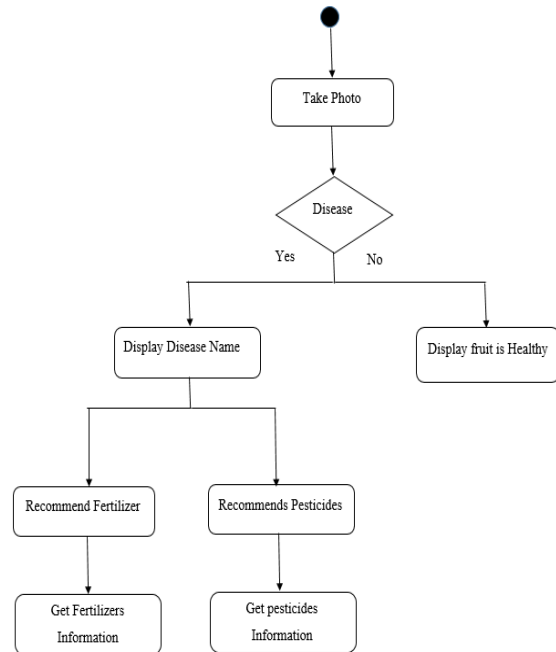 Take Photo
Disease
Yes
No
Display Disease Name
Display fruit is Healthy
Recommend Fertilizer
Recommends Pesticides
Get Fertilizers
Information
Get pesticides
Information